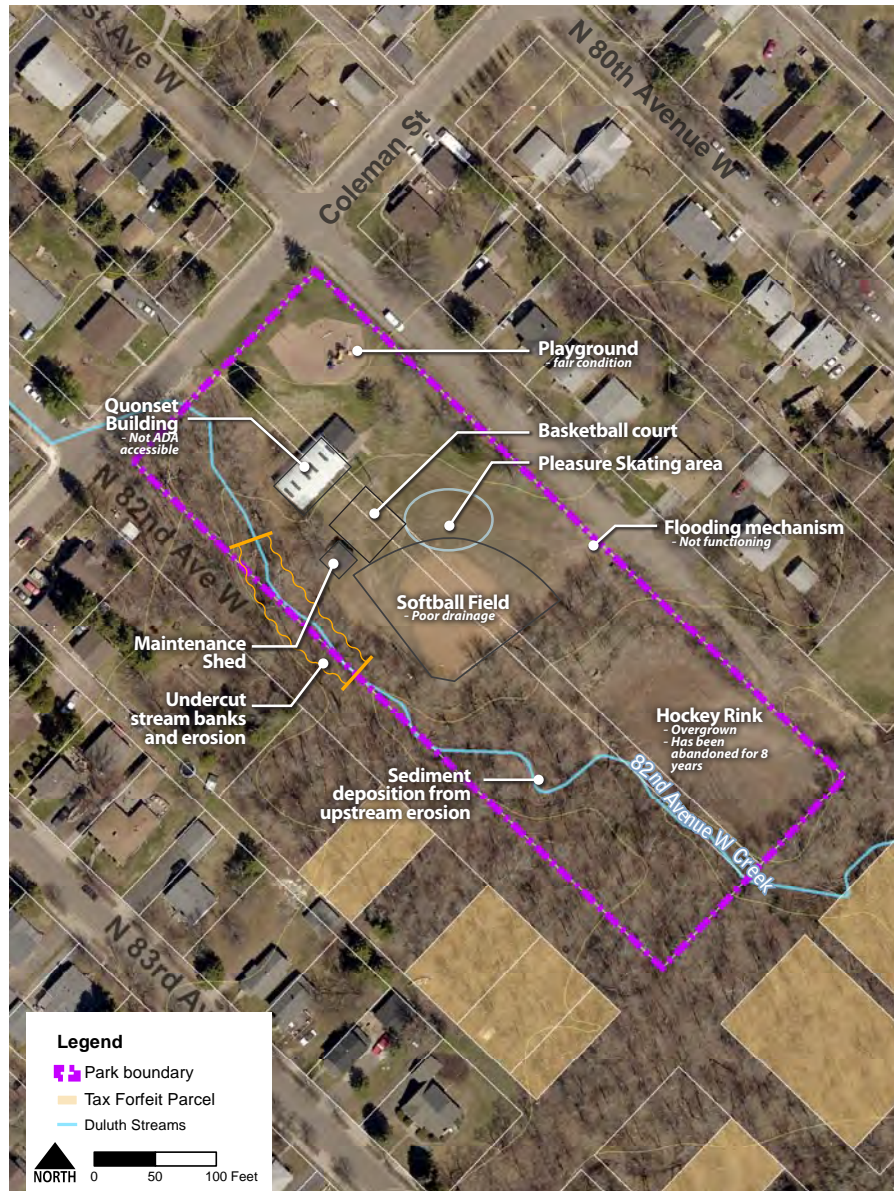 st Ave W
N 80th Avenue W
Coleman St
Playground
- fair condition
Quonset
Building
- Not ADA
accessible
Basketball court
Pleasure Skating area
N 82nd Ave W
Flooding mechanism
- Not functioning
Softball Field
- Poor drainage
Maintenance
Shed
Undercut
stream banks
and erosion
Hockey Rink
- Overgrown
- Has been
abandoned for 8
years
Sediment
deposition from
upstream erosion
82nd Avenue W Creek
N 83rd Av
Legend
Park boundary
Tax Forfeit Parcel
Duluth Streams
NORTH
0 50 100 Feet